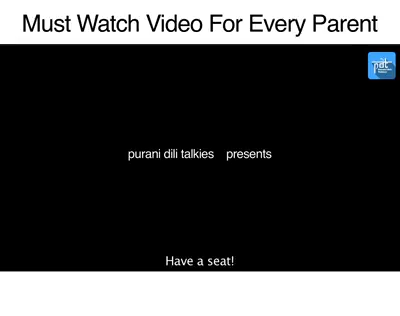 Must Watch Video For Every Parent
purani dili talkies presents
Have a seat!